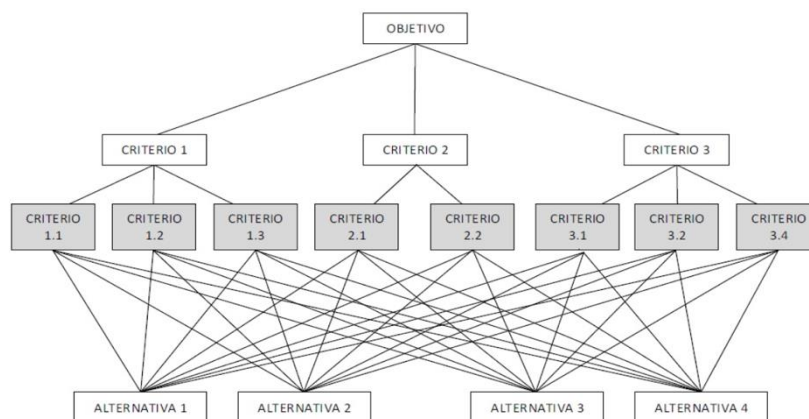 OBJETIVO
CRITERIO 1
CRITERIO 2
CRITERIO 3
CRITERIO
1.1
CRITERIO
1.2
CRITERIO
1.3
CRITERIO
2.1
CRITERIO
2.2
CRITERIO
3.1
CRITERIO
3.2
CRITERIO
3.4
ALTERNATIVA 1
ALTERNATIVA 2
ALTERNATIVA 3
ALTERNATIVA 4